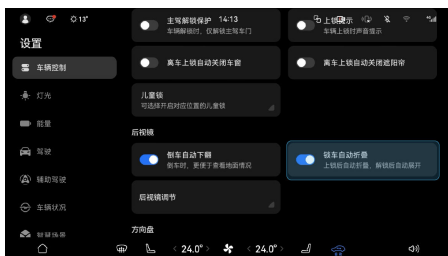 13°
14:13
设置
主驾解锁保护
车辆解锁时，仅解锁主驾车门
车辆上锁时声音提示
车辆控制
离车上锁自动关闭车窗
离车上锁自动关闭遮阳帘
灯光
儿童锁
可选择开启对应位置的儿童锁
能量
后视镜
驾驶
倒车自动下翻
倒车时，更便于查看地面情况
锁车自动折叠
上锁后自动折叠，解锁后自动展开
辅助驾驶
车辆状况
后视镜调节
方向盘
24.0°
24.0°